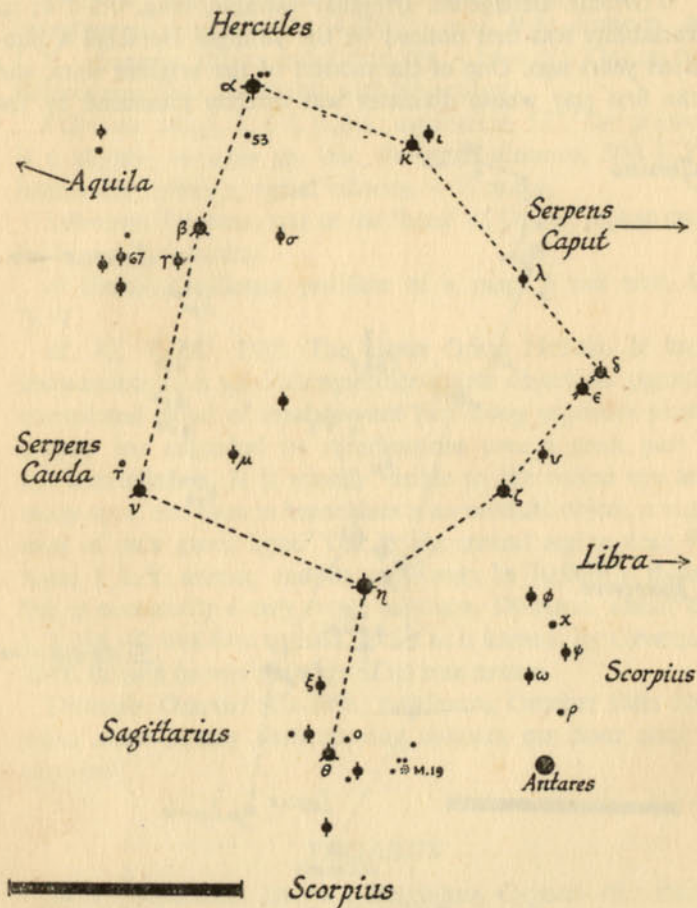 Hercules
α
53
κ
ι
Aquila
Serpens
Caput
β
γ
σ
67
λ
δ
ε
Serpens
Cauda
τ
μ
υ
ν
ζ
η
Libra
φ
χ
ψ
ω
Scorpius
ρ
ξ
Sagittarius
ο
θ
M.19
Antares
Scorpius